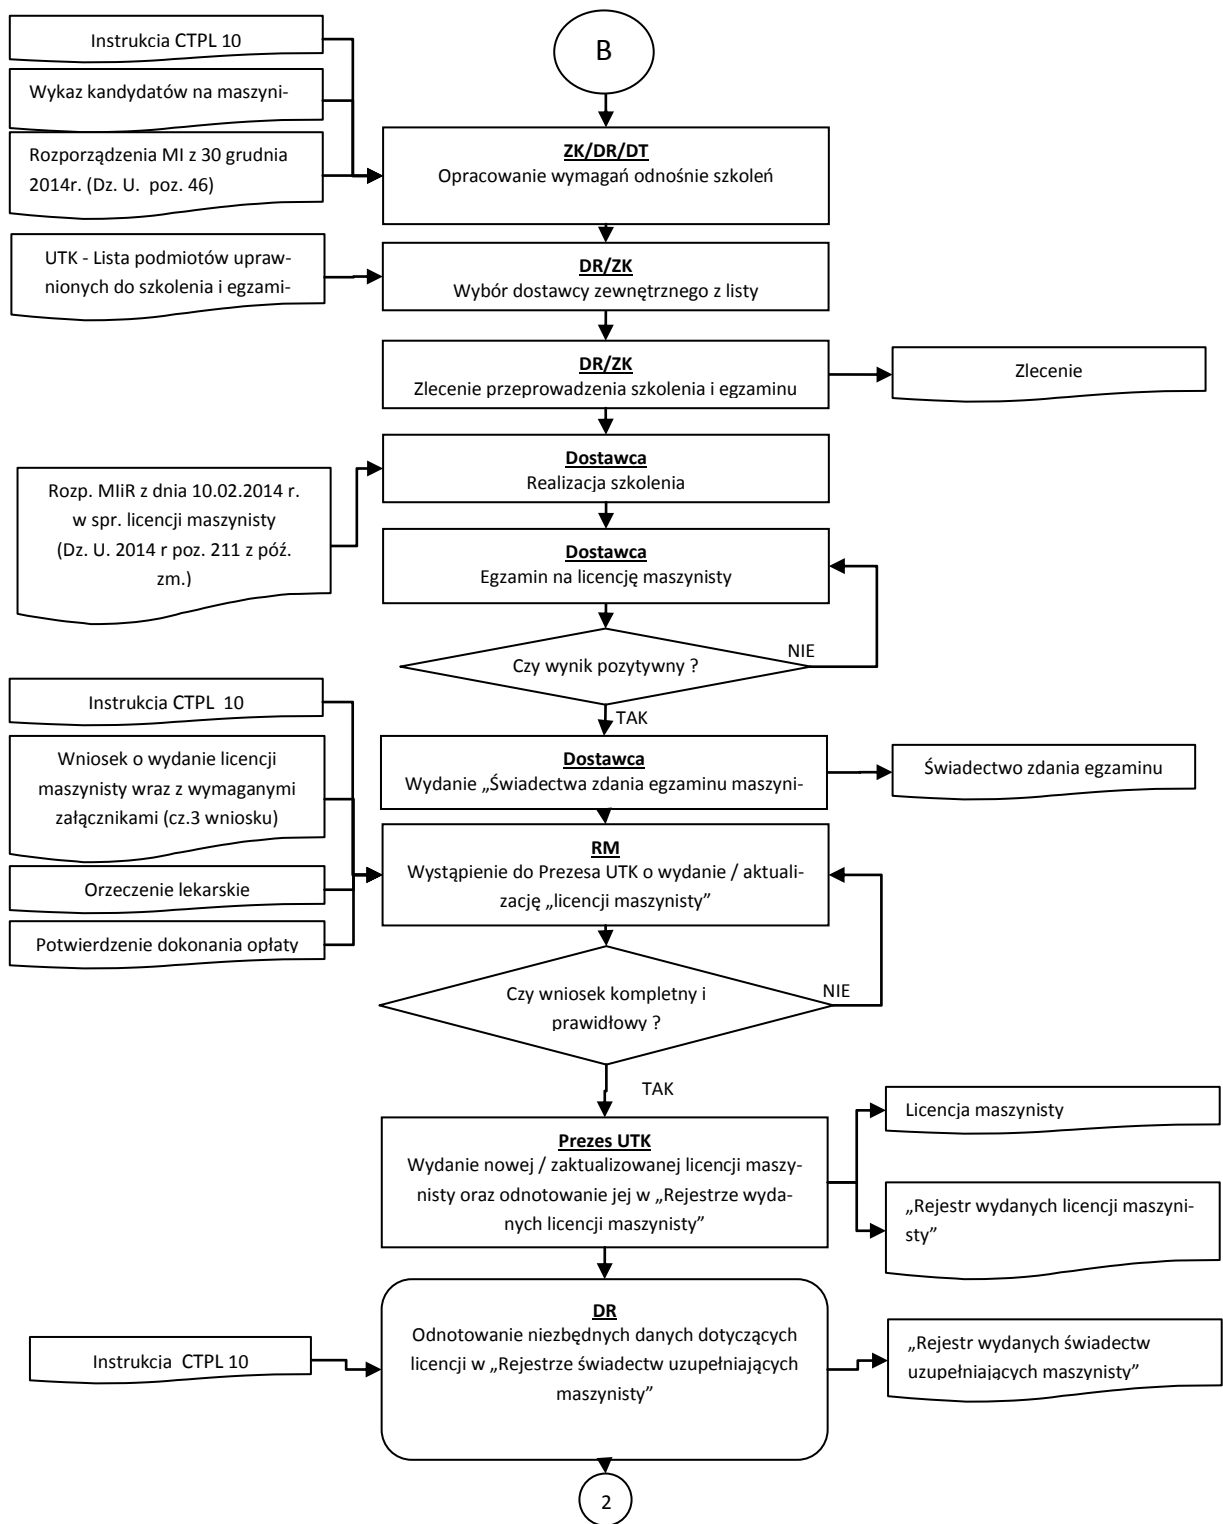 B
Instrukcja CTPL 10
Wykaz kandydatów na maszyni-
Rozporządzenia MI z 30 grudnia
2014r. (Dz. U.  poz. 46)
ZK/DR/DT
Opracowanie wymagań odnośnie szkoleń
UTK - Lista podmiotów upraw-
nionych do szkolenia i egzami-
DR/ZK
Wybór dostawcy zewnętrznego z listy
DR/ZK
Zlecenie przeprowadzenia szkolenia i egzaminu
Zlecenie
Dostawca
Realizacja szkolenia
Rozp. MIiR z dnia 10.02.2014 r.
w spr. licencji maszynisty
(Dz. U. 2014 r poz. 211 z póź.
zm.)
Dostawca
Egzamin na licencję maszynisty
Czy wynik pozytywny ?
NIE
TAK
Instrukcja CTPL  10
Wniosek o wydanie licencji
maszynisty wraz z wymaganymi
załącznikami (cz.3 wniosku)
Orzeczenie lekarskie
Potwierdzenie dokonania opłaty
Dostawca
Wydanie „Świadectwa zdania egzaminu maszyni-
Świadectwo zdania egzaminu
RM
Wystąpienie do Prezesa UTK o wydanie / aktuali-
zację „licencji maszynisty”
Czy wniosek kompletny i
prawidłowy ?
NIE
TAK
Prezes UTK
Wydanie nowej / zaktualizowanej licencji maszy-
nisty oraz odnotowanie jej w „Rejestrze wyda-
nych licencji maszynisty”
Licencja maszynisty
„Rejestr wydanych licencji maszyni-
sty”
DR
Odnotowanie niezbędnych danych dotyczących
licencji w „Rejestrze świadectw uzupełniających
maszynisty”
Instrukcja  CTPL 10
„Rejestr wydanych świadectw
uzupełniających maszynisty”
2